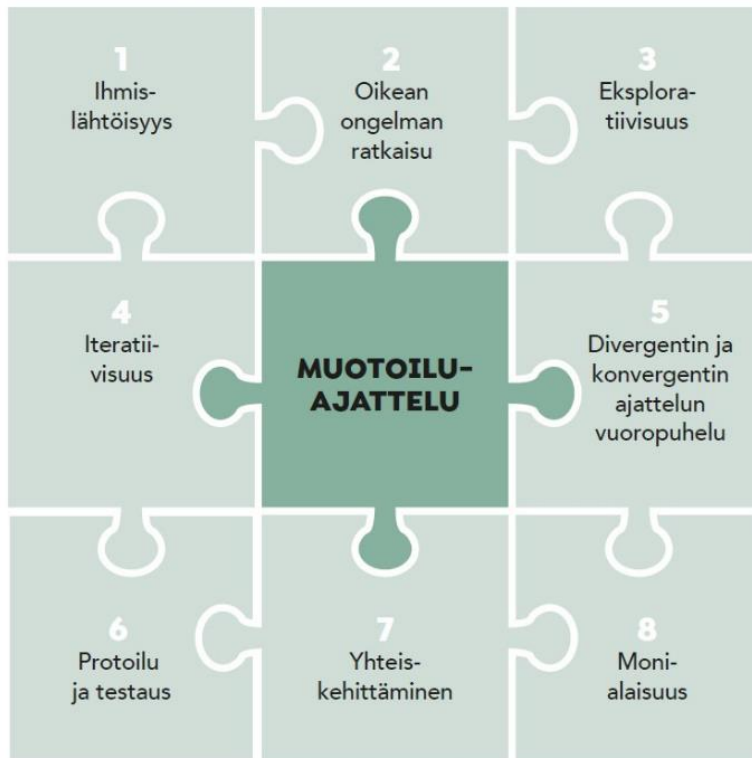 1
Ihmis-
lähtöisyys
2
Oikean
ongelman
ratkaisu
3
Eksplora-
tiivisuus
4
Iteratii-
visuus
MUOTOILU-
AJATTELU
5
Divergentin ja
konvergentin
ajattelun
vuoropuhelu
6
Protoilu
ja testaus
7
Yhteis-
kehittäminen
8
Moni-
alaisuus